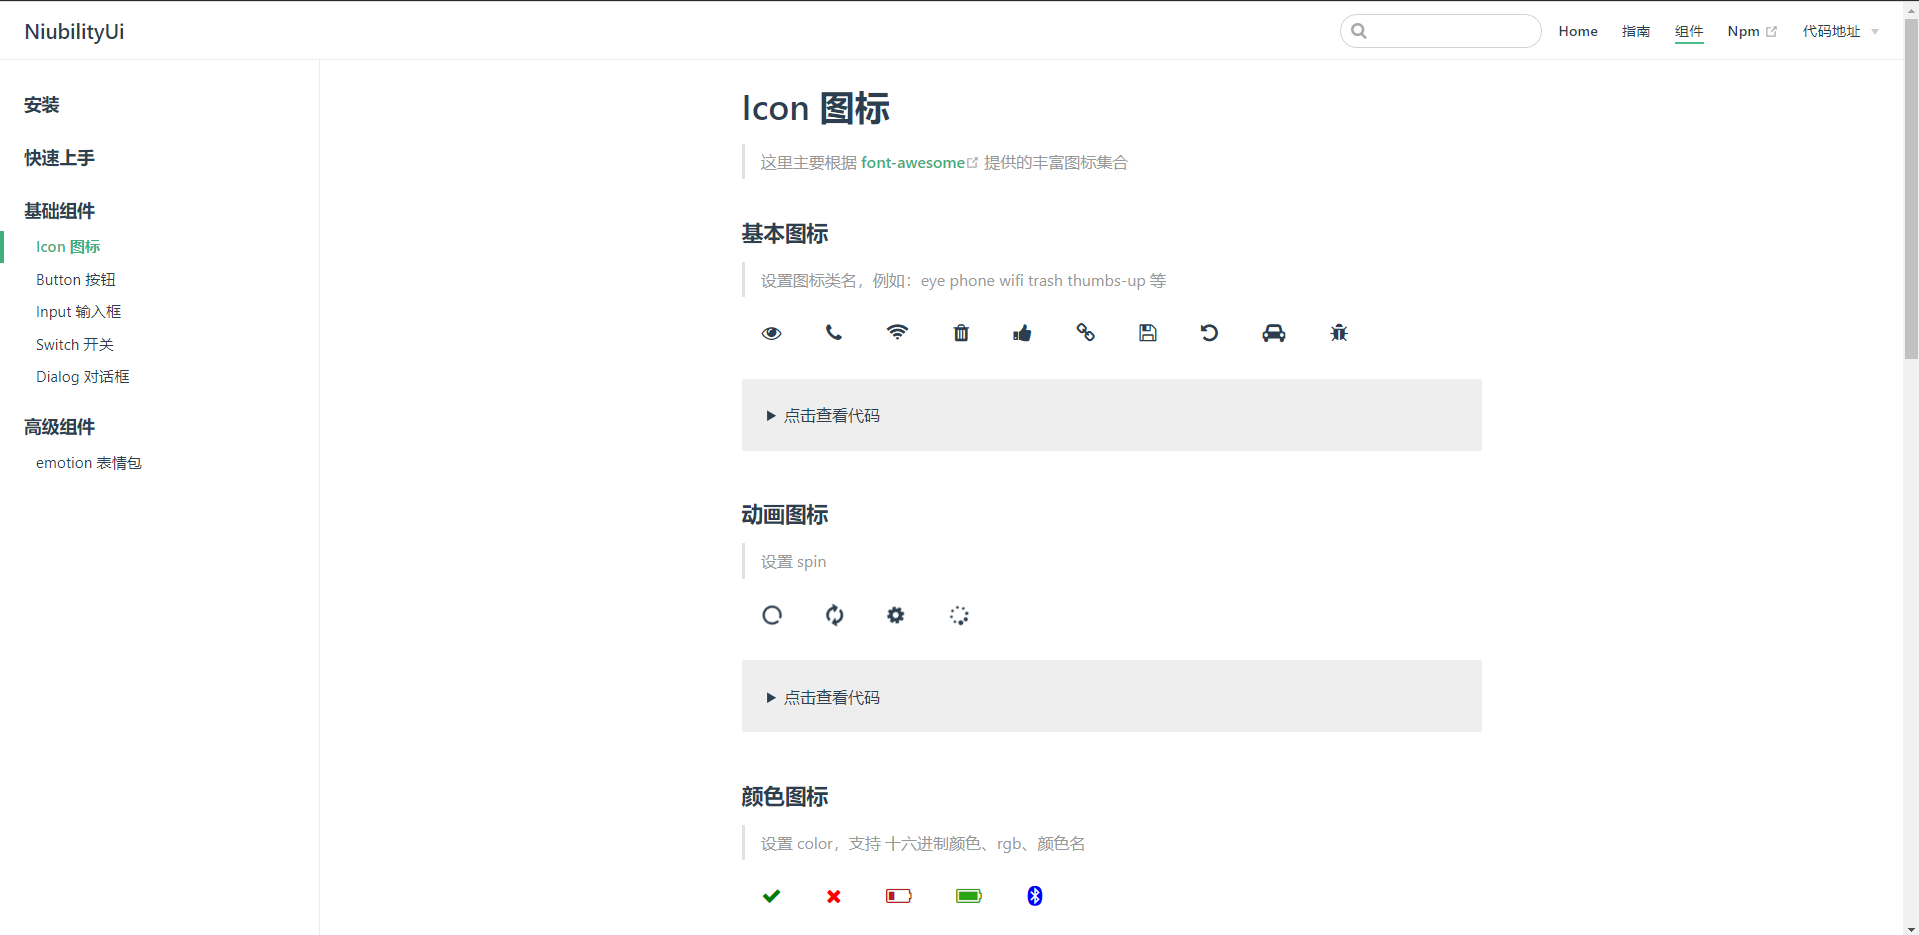 NiubilityUi
Home 指南 组件 Npm 代码地址
安装
快速上手
基础组件
Icon 图标
Button 按钮
Input 输入框
Switch 开关
Dialog 对话框
高级组件
emotion 表情包
Icon 图标
这里主要根据 font-awesome 提供的丰富图标集合
基本图标
设置图标类名，例如：eye phone wifi trash thumbs-up 等
点击查看代码
动画图标
设置 spin
点击查看代码
颜色图标
设置 color，支持 十六进制颜色、rgb、颜色名